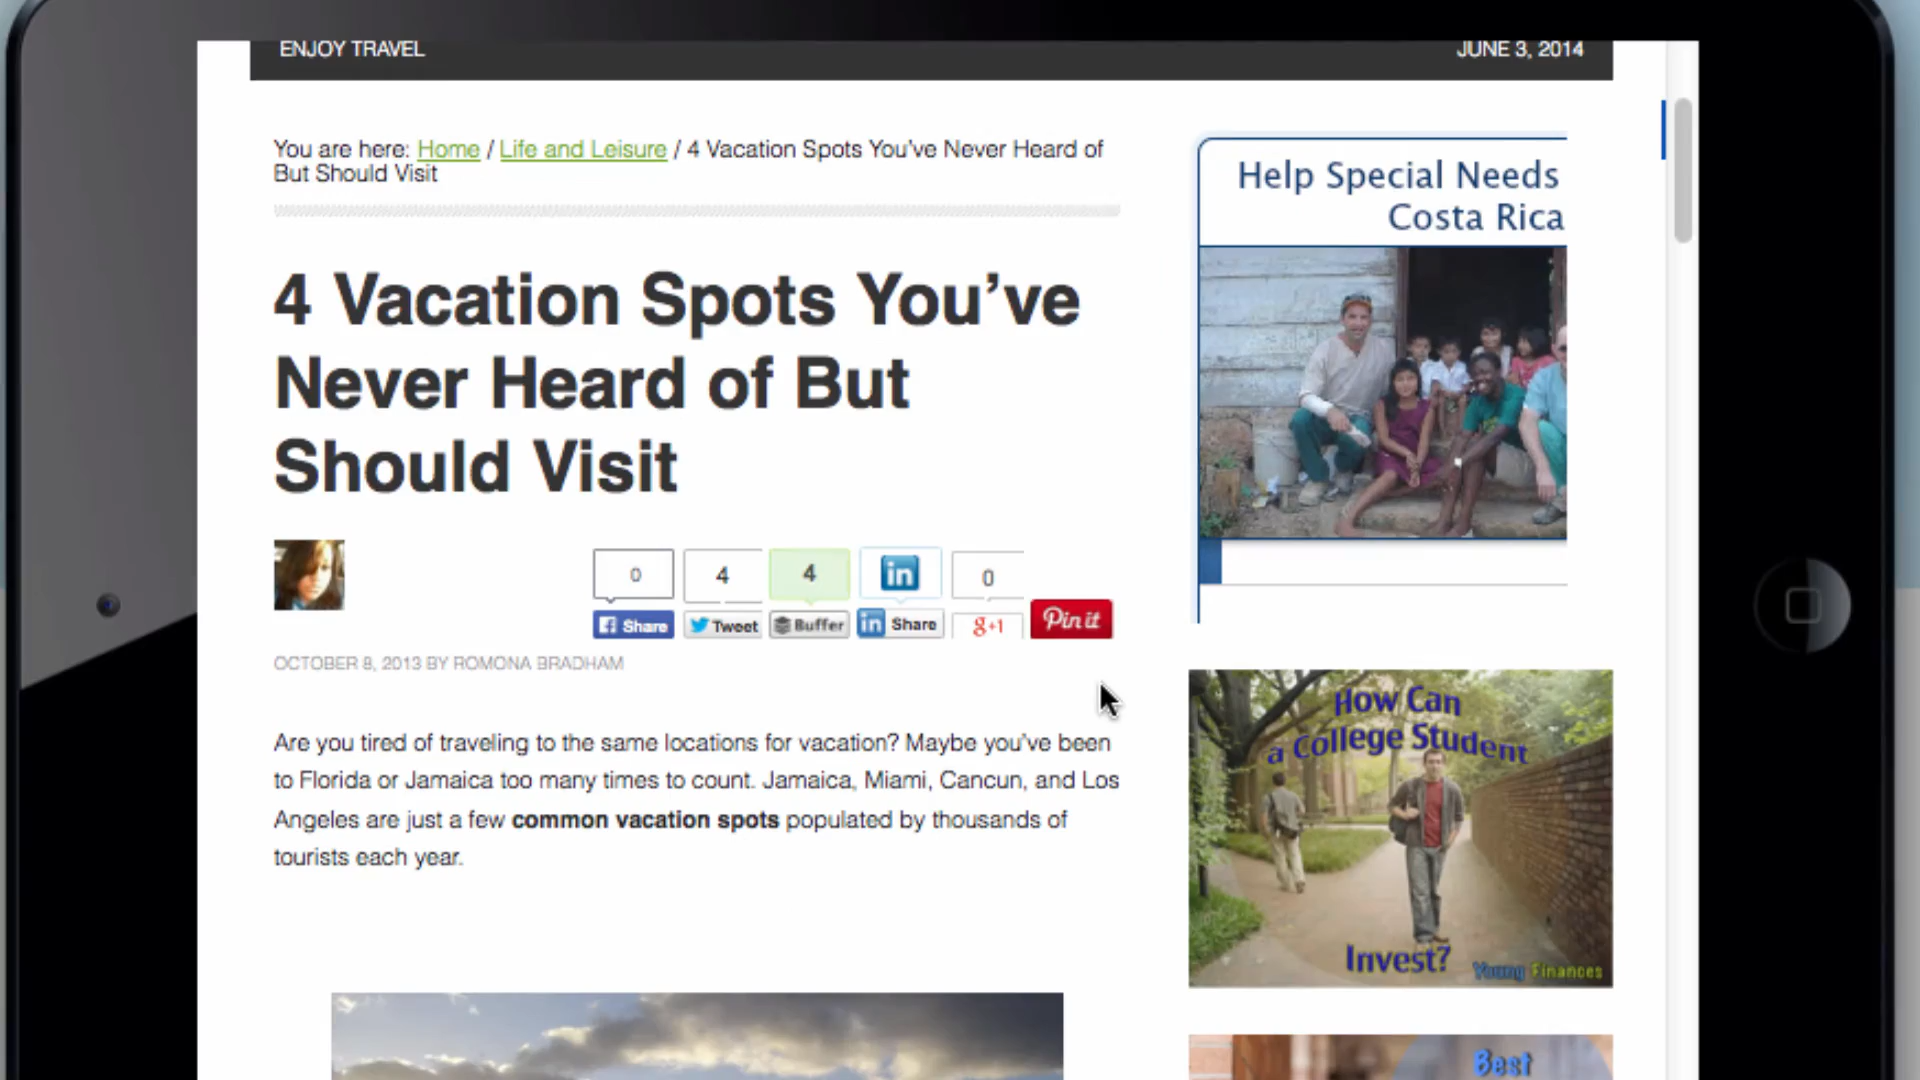 ENJOY TRAVEL
JUNE 3, 2014
You are here: Home / Life and Leisure / 4 Vacation Spots You've Never Heard of
But Should Visit
4 Vacation Spots You've
Never Heard of But
Should Visit
0
4
4
in
0
Share
Tweet
Buffer
in Share
g+1
Pin it
OCTOBER 8, 2013 BY ROMONA BRADHAM
Are you tired of traveling to the same locations for vacation? Maybe you've been
to Florida or Jamaica too many times to count. Jamaica, Miami, Cancun, and Los
Angeles are just a few common vacation spots populated by thousands of
tourists each year.
Help Special Needs
Costa Rica
How Can
a College Student
Invest?
Young Finances
Best